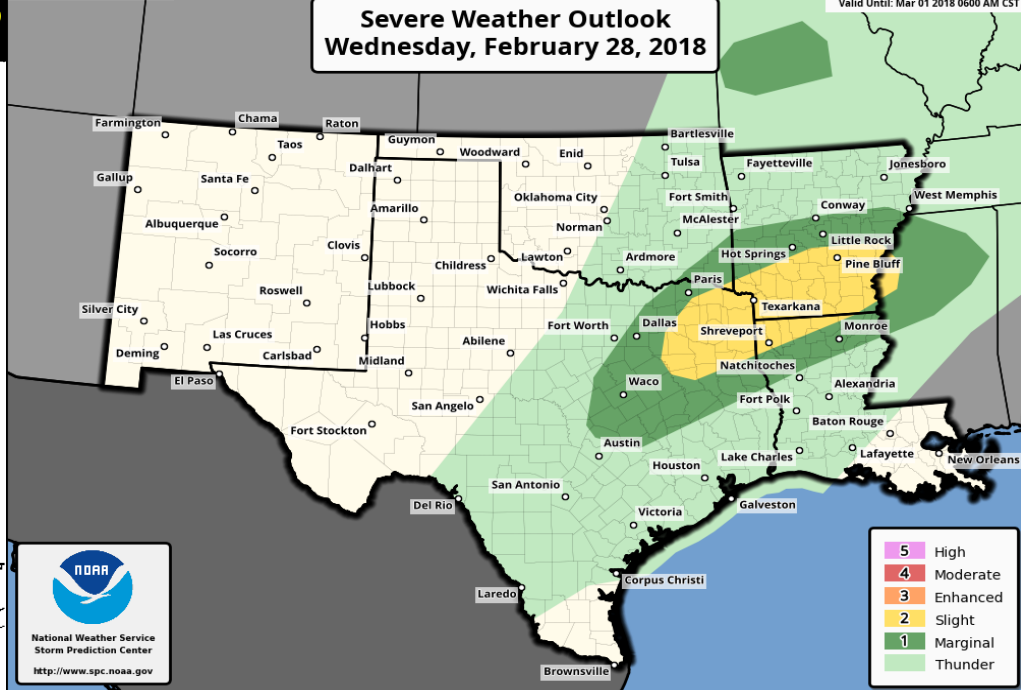 Severe Weather Outlook
Wednesday, February 28, 2018
Valid Until: Mar 01 2018 0600 AM CST
Farmington
Chama
Raton
Taos
Gallup
Santa Fe
Albuquerque
Socorro
Clovis
Roswell
Silver City
Las Cruces
Deming
Carlsbad
Hobbs
El Paso
Guymon
Woodward
Enid
Bartlesville
Tulsa
Dalhart
Amarillo
Oklahoma City
Norman
McAlester
Childress
Lawton
Ardmore
Lubbock
Wichita Falls
Paris
Fayetteville
Jonesboro
Fort Smith
West Memphis
Conway
Little Rock
Hot Springs
Pine Bluff
Texarkana
Fort Worth
Dallas
Shreveport
Monroe
Abilene
Midland
Natchitoches
San Angelo
Waco
Fort Polk
Alexandria
Fort Stockton
Baton Rouge
Austin
Lake Charles
Lafayette
New Orleans
Houston
San Antonio
Del Rio
Galveston
Victoria
Corpus Christi
Laredo
Brownsville
NOAA
National Weather Service
Storm Prediction Center
http://www.spc.noaa.gov
5 High
4 Moderate
3 Enhanced
2 Slight
1 Marginal
Thunder